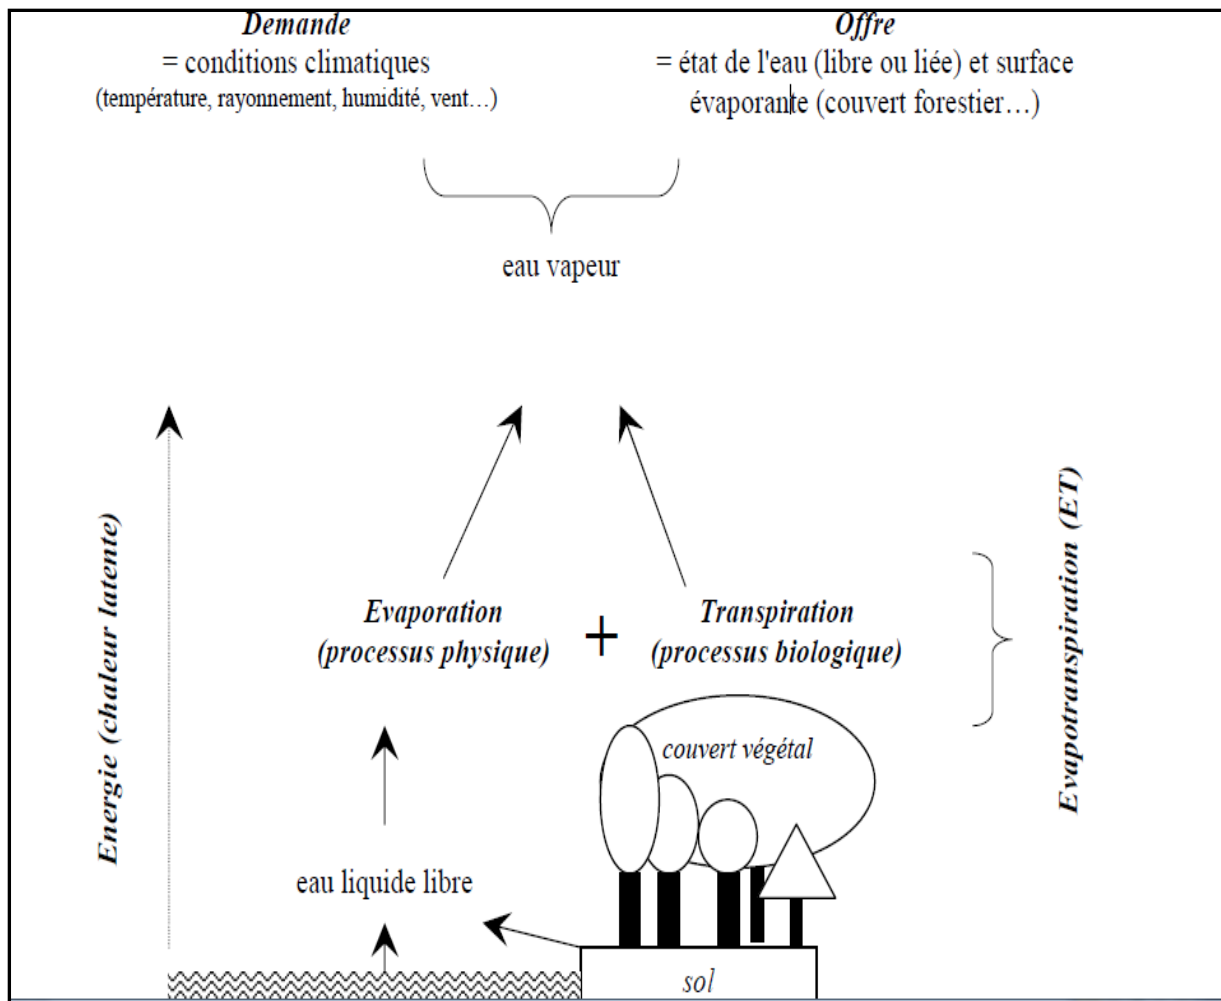 Demande
= conditions climatiques
(température, rayonnement, humidité, vent…)
Offre
= état de l'eau (libre ou liée) et surface
évaporante (couvert forestier…)
eau vapeur
Energie (chaleur latente)
Evaporation
(processus physique)
+
Transpiration
(processus biologique)
Evapotranspiration (ET)
couvert végétal
eau liquide libre
sol